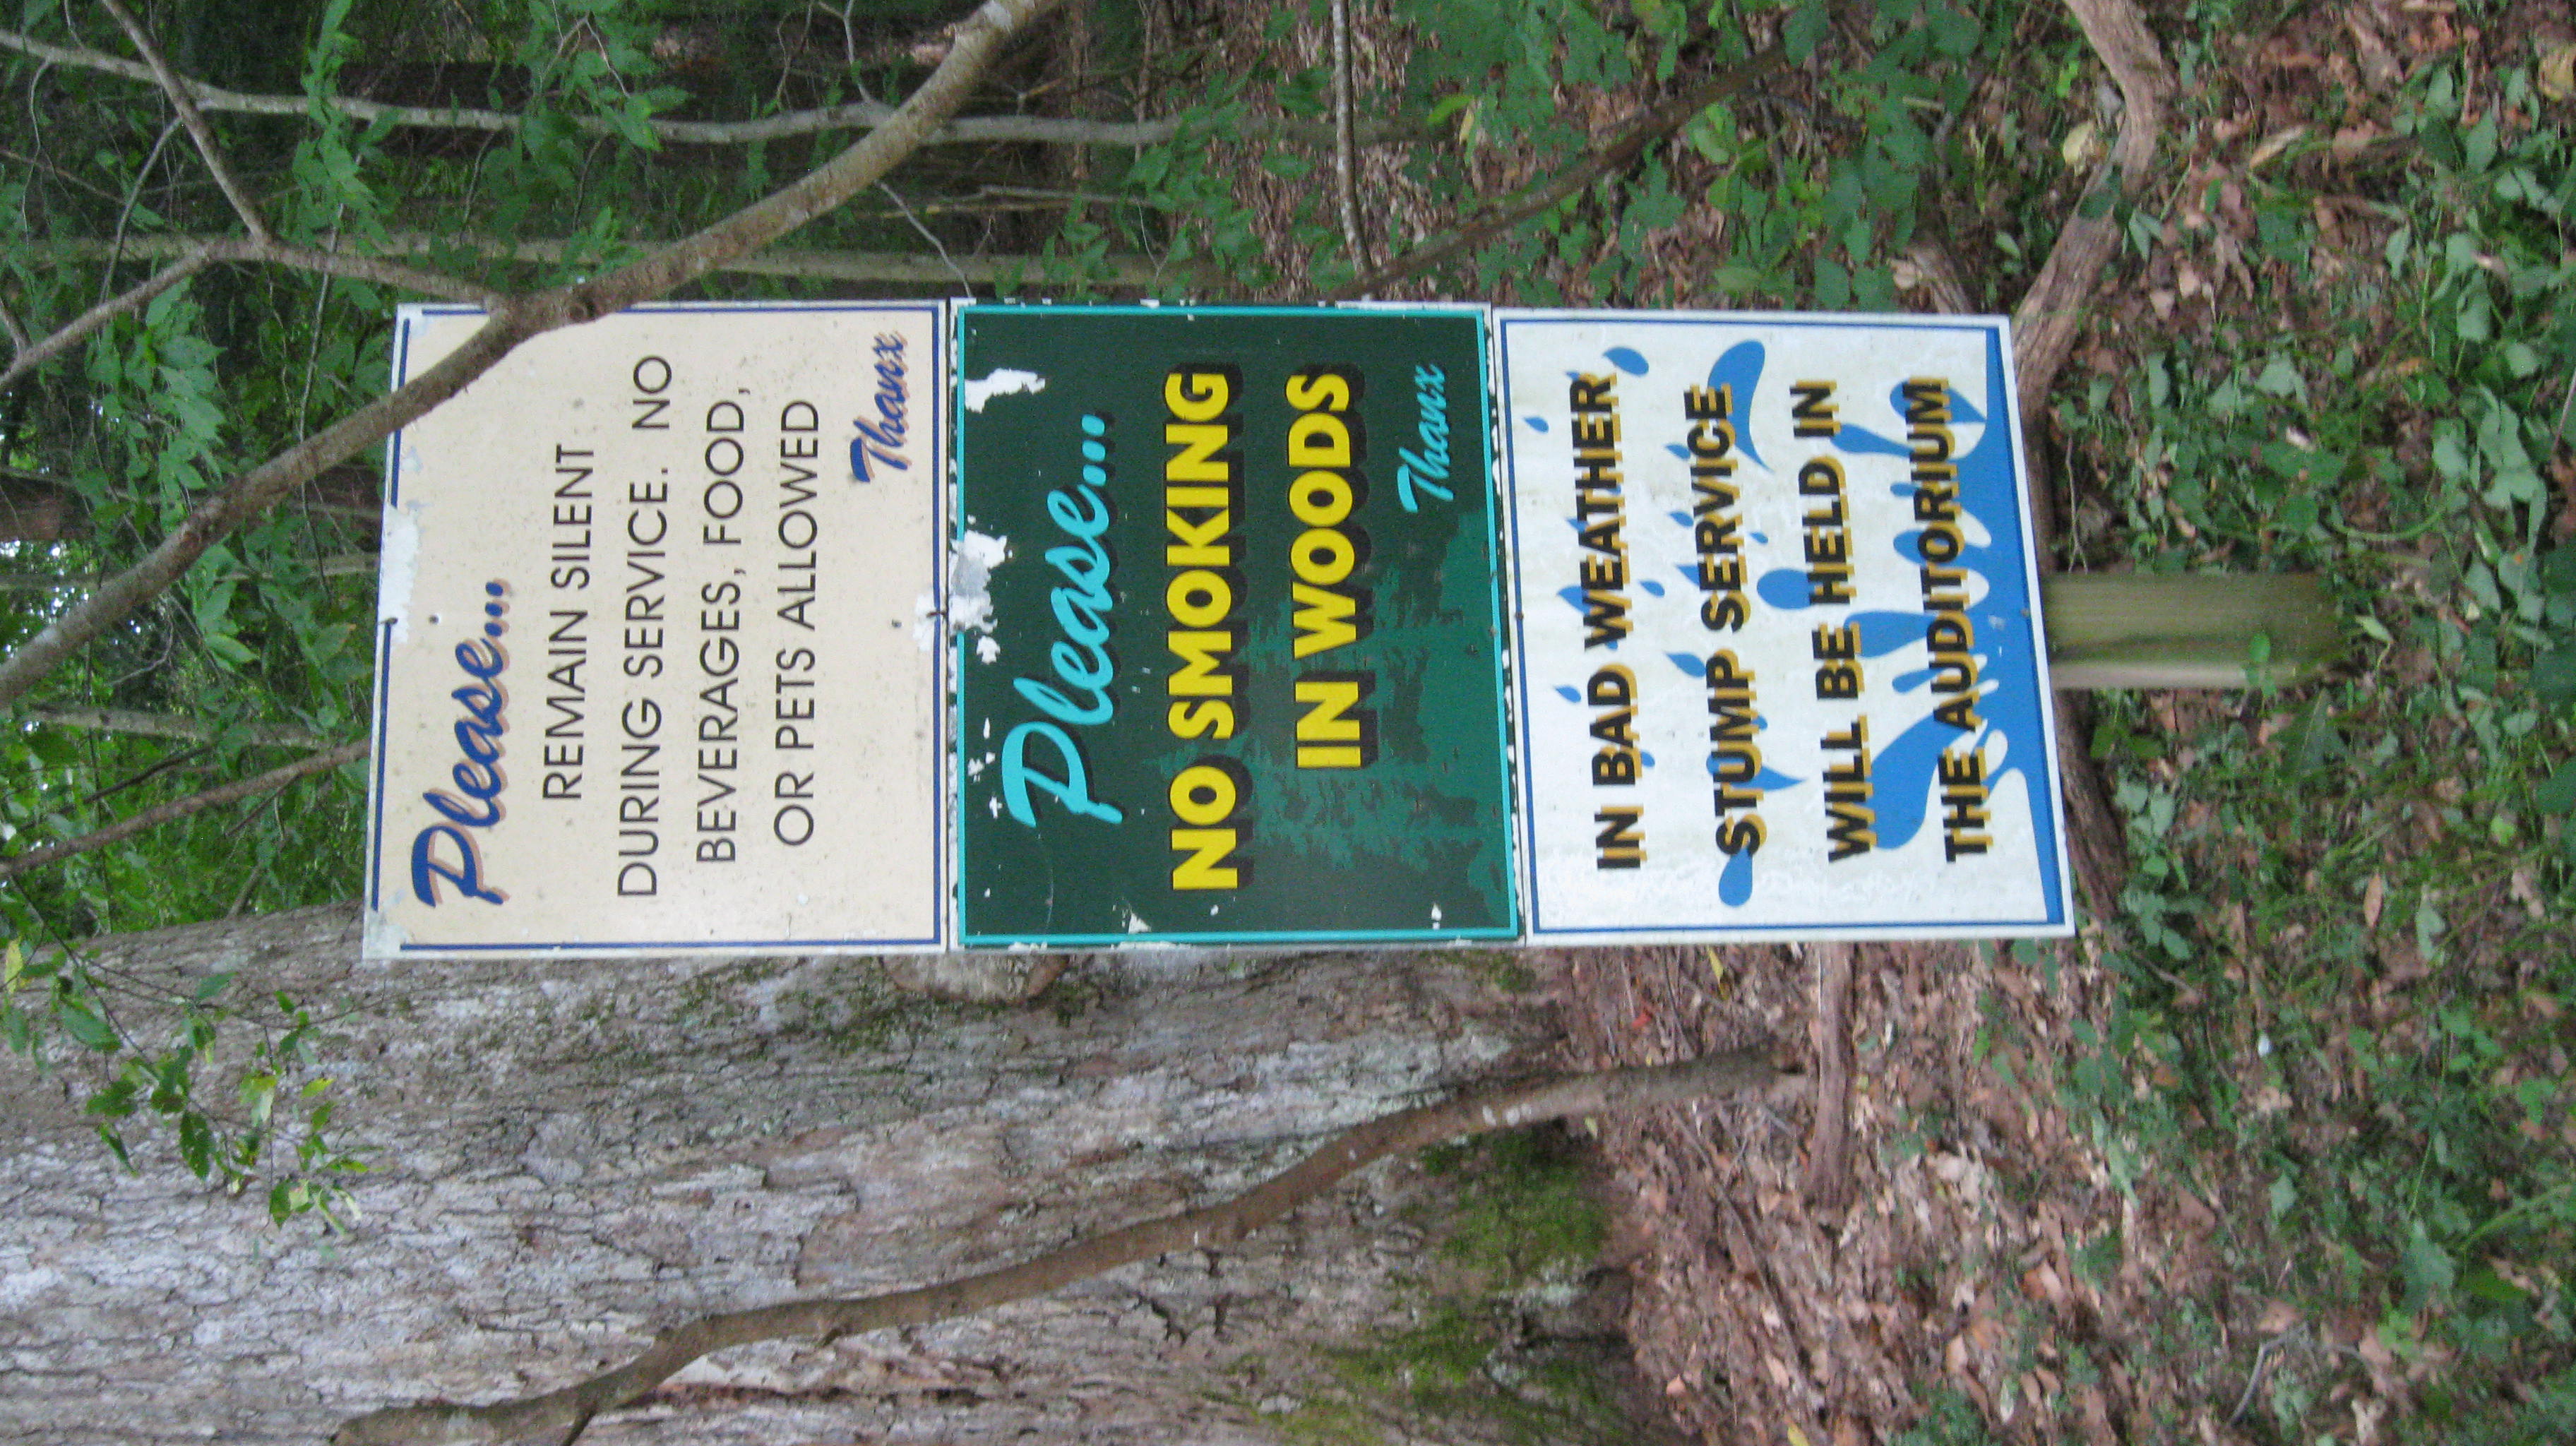 Please...
REMAIN SILENT
DURING SERVICE. NO
BEVERAGES, FOOD,
OR PETS ALLOWED
Thanx
Please...
NO SMOKING
IN WOODS
Thanx
IN BAD WEATHER
STUMP SERVICE
WILL BE HELD IN
THE AUDITORIUM